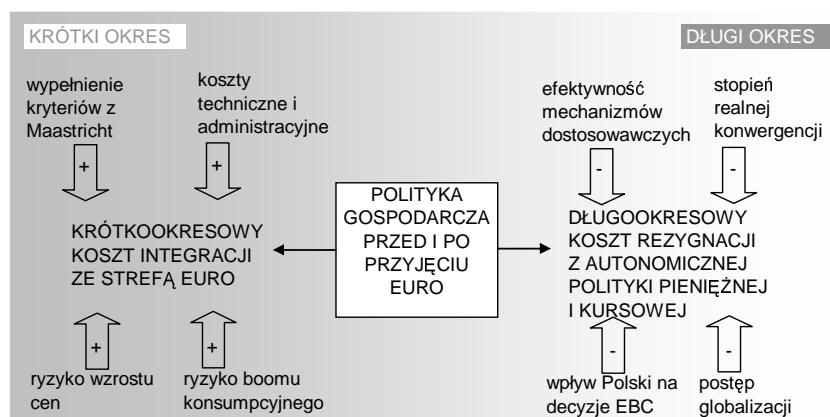 KRÓTKI OKRES
DŁUGI OKRES
wypełnienie
kryteriów z
Maastricht
koszty
techniczne i
administracyjne
efektywność
mechanizmów
dostosowawczych
stopień
realnej
konwergencji
+
+
-
-
KRÓTKOOKRESOWY
KOSZT INTEGRACJI
ZE STREFĄ EURO
POLITYKA
GOSPODARCZA
PRZED I PO
PRZYJĘCIU
EURO
DŁUGOOKRESOWY
KOSZT REZYGNACJI
Z AUTONOMICZNEJ
POLITYKI PIENIĘŻNEJ
I KURSOWEJ
+
+
-
-
ryzyko wzrostu
cen
ryzyko boomu
konsumpcyjnego
wpływ Polski na
decyzje EBC
postęp
globalizacji